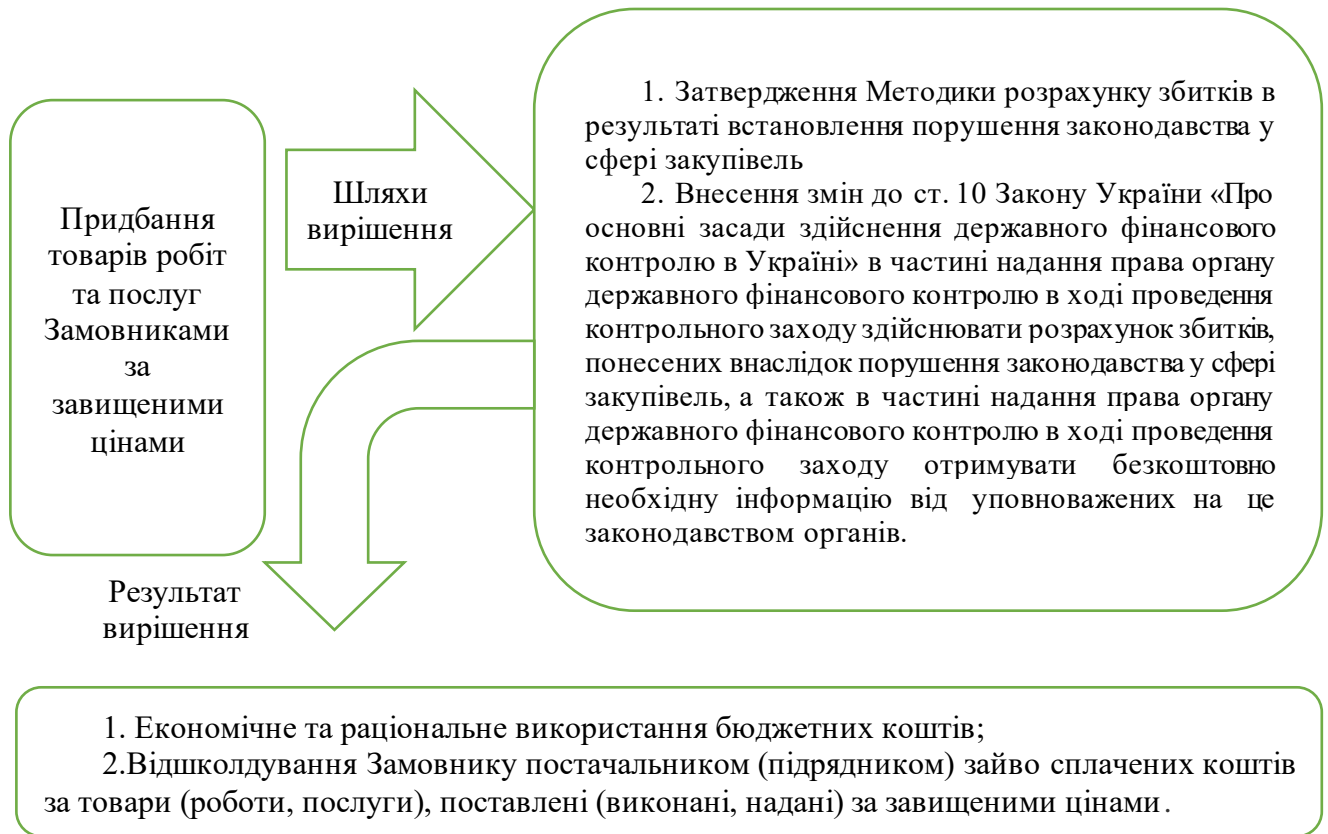 Придбання
товарів робіт
та послуг
Замовниками
за
завищеними
цінами
Шляхи
вирішення
1. Затвердження Методики розрахунку збитків в
результаті встановлення порушення законодавства у
сфері закупівель
2. Внесення змін до ст. 10 Закону України «Про
основні засади здійснення державного фінансового
контролю в Україні» в частині надання права органу
державного фінансового контролю в ході проведення
контрольного заходу здійснювати розрахунок збитків,
понесених внаслідок порушення законодавства у сфері
закупівель, а також в частині надання права органу
державного фінансового контролю в ході проведення
контрольного заходу отримувати безкоштовно
необхідну інформацію від уповноважених на це
законодавством органів.
Результат
вирішення
1. Економічне та раціональне використання бюджетних коштів;
2.Відшколдування Замовнику постачальником (підрядником) зайво сплачених коштів
за товари (роботи, послуги), поставлені (виконані, надані) за завищеними цінами.